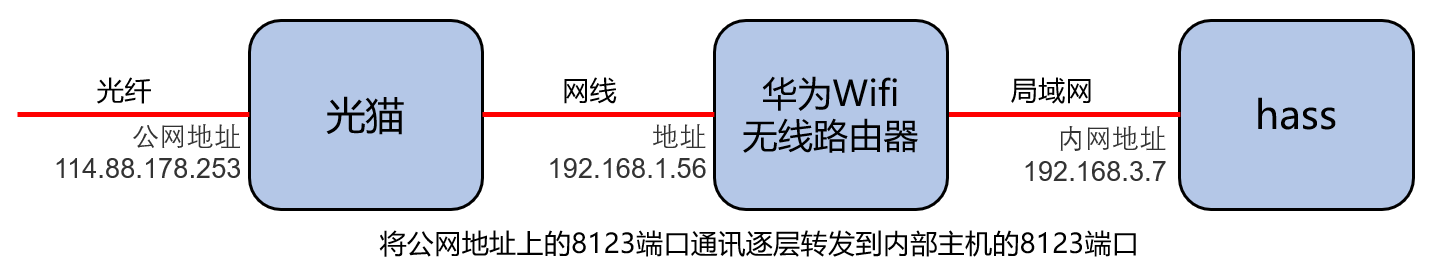 光纤
公网地址
114.88.178.253
光猫
网线
地址
192.168.1.56
华为Wifi
无线路由器
局域网
内网地址
192.168.3.7
hass
将公网地址上的8123端口通讯逐层转发到内部主机的8123端口